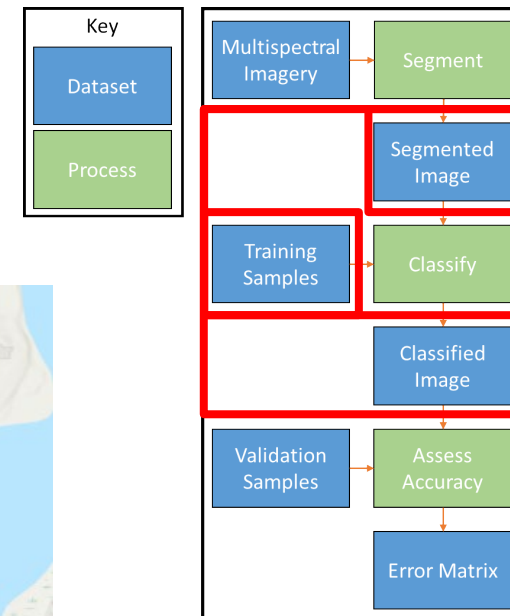 Key
Dataset
Process
Multispectral
Imagery
Segment
Segmented
Image
Training
Samples
Classify
Classified
Image
Validation
Samples
Assess
Accuracy
Error Matrix